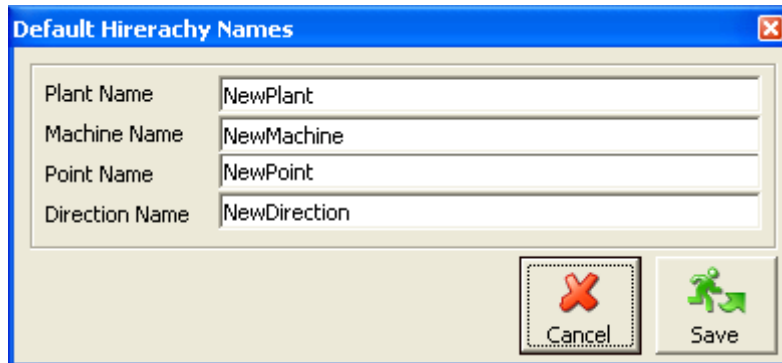 Default Hirerachy Names
Plant Name NewPlant
Machine Name NewMachine
Point Name NewPoint
Direction Name NewDirection
Cancel Save